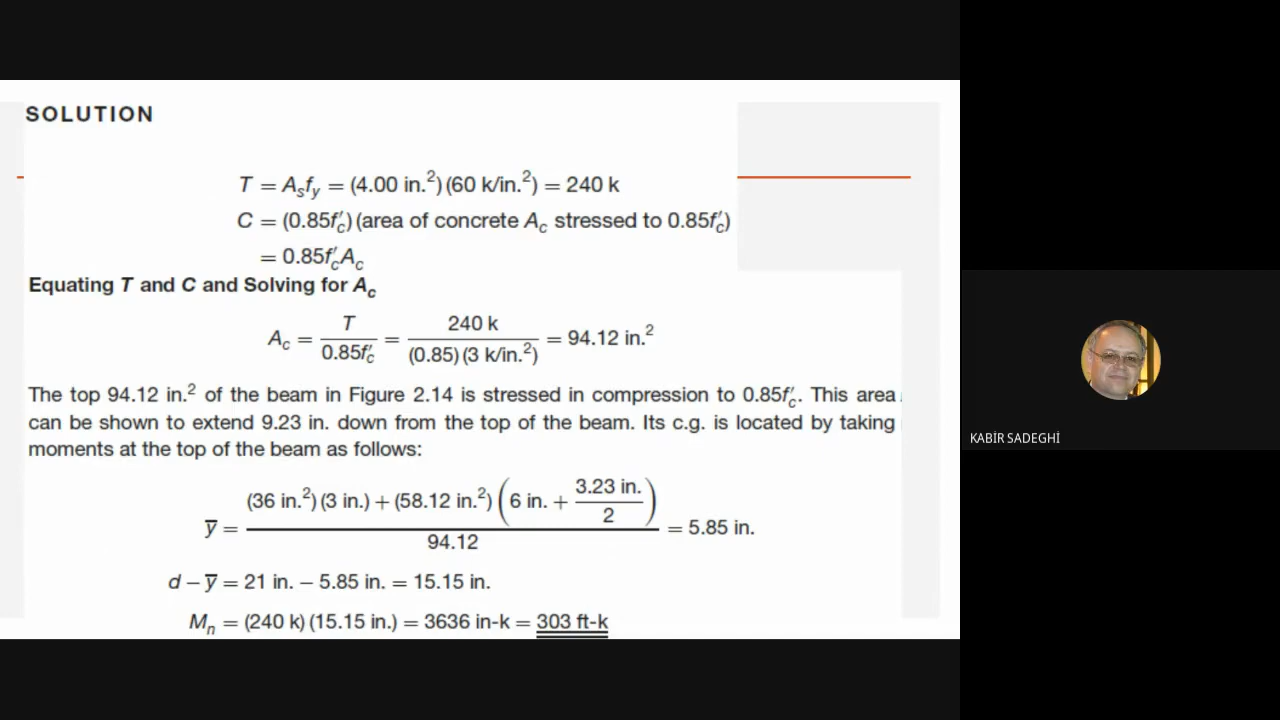 SOLUTION
T = Aₛf_y = (4.00 in.²)(60 k/in.²) = 240 k
C = (0.85f′_c)(area of concrete A_c stressed to 0.85f′_c)
= 0.85f′_cA_c
Equating T and C and Solving for A_c
A_c = T / 0.85f′_c = 240 k / (0.85)(3 k/in.²) = 94.12 in.²
The top 94.12 in.² of the beam in Figure 2.14 is stressed in compression to 0.85f′_c. This area
can be shown to extend 9.23 in. down from the top of the beam. Its c.g. is located by taking
moments at the top of the beam as follows:
ȳ = (36 in.²)(3 in.) + (58.12 in.²)(6 in. + 3.23 in. / 2) / 94.12 = 5.85 in.
d − ȳ = 21 in. − 5.85 in. = 15.15 in.
M_n = (240 k)(15.15 in.) = 3636 in-k = 303 ft-k
KABİR SADEGHİ